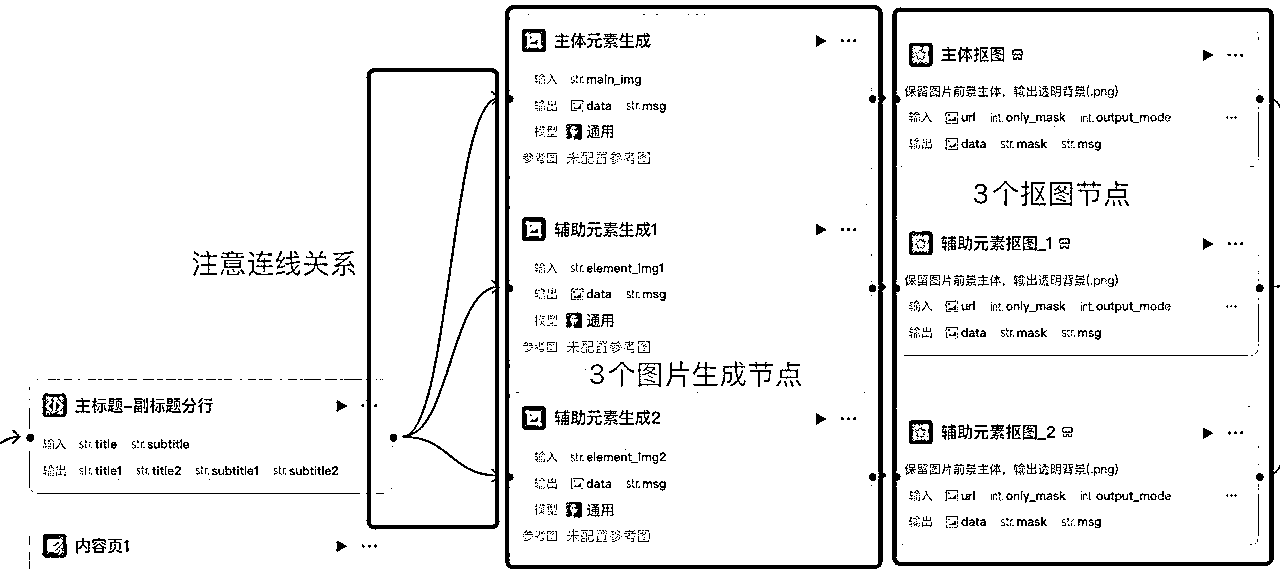 主体元素生成
输入 str.main_img
输出 data str.msg
模型 通用
参考图 未配置参考图
辅助元素生成1
输入 str.element_img1
输出 data str.msg
模型 通用
参考图 未配置参考图
3个图片生成节点
辅助元素生成2
输入 str.element_img2
输出 data str.msg
模型 通用
参考图 未配置参考图
主体抠图
保留图片前景主体，输出透明背景(.png)
输入 url int.only_mask int.output_mode ···
输出 data str.mask str.msg
3个抠图节点
辅助元素抠图_1
保留图片前景主体，输出透明背景(.png)
输入 url int.only_mask int.output_mode ···
输出 data str.mask str.msg
辅助元素抠图_2
保留图片前景主体，输出透明背景(.png)
输入 url int.only_mask int.output_mode ···
输出 data str.mask str.msg
注意连线关系
主标题-副标题分行
输入 str.title str.subtitle
输出 str.title1 str.title2 str.subtitle1 str.subtitle2
内容页1